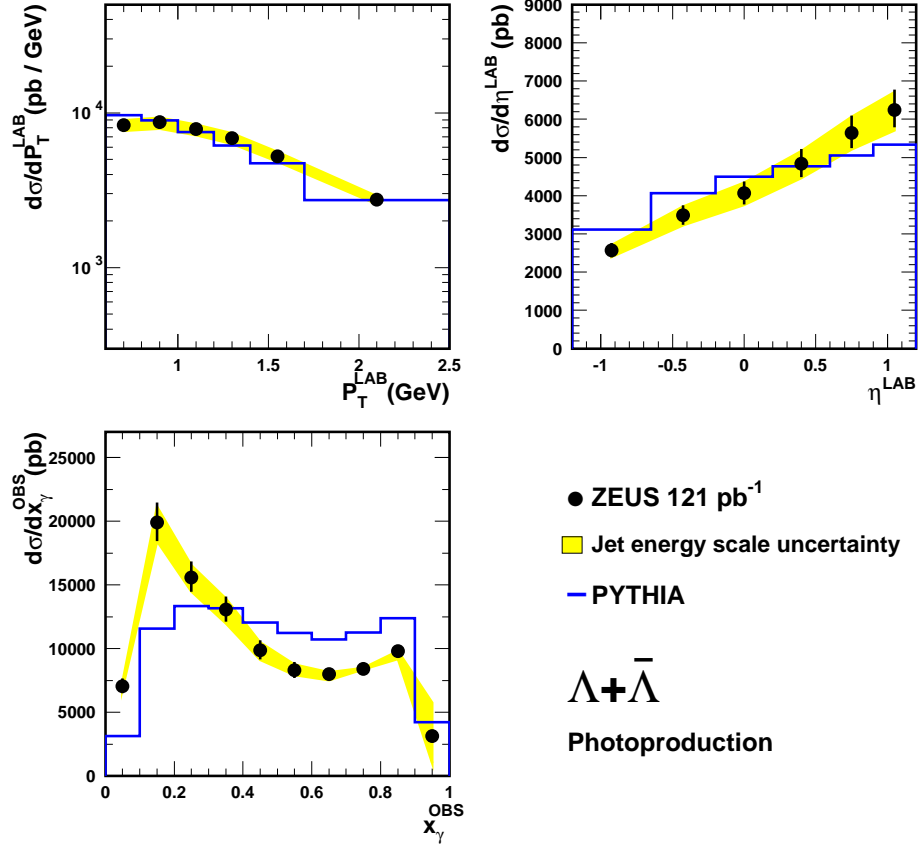 dσ/dP_T^LAB (pb / GeV)
10^4
10^3
1 1.5 2 2.5
P_T^LAB (GeV)
dσ/dη^LAB (pb)
9000
8000
7000
6000
5000
4000
3000
2000
1000
0
-1 -0.5 0 0.5 1
η^LAB
dσ/dx_γ^OBS (pb)
25000
20000
15000
10000
5000
0
0 0.2 0.4 0.6 0.8 1
x_γ^OBS
ZEUS 121 pb^-1
Jet energy scale uncertainty
PYTHIA
Λ+Λ̄
Photoproduction